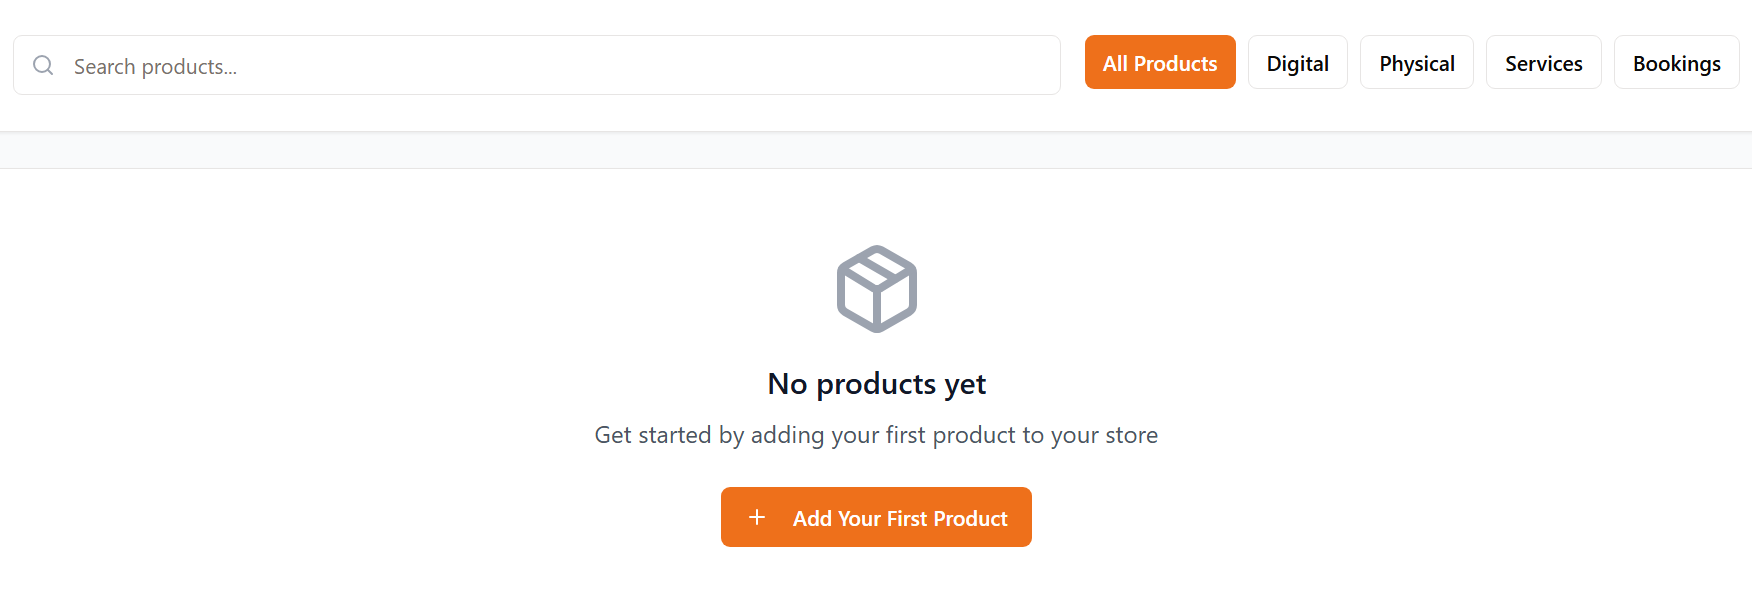 Search products...
All Products
Digital
Physical
Services
Bookings
No products yet
Get started by adding your first product to your store
Add Your First Product